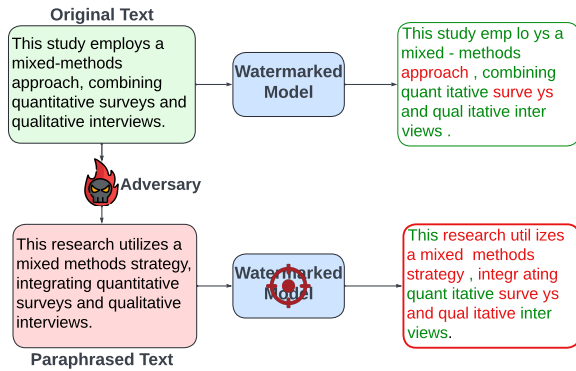 Original Text
This study employs a
mixed-methods
approach, combining
quantitative surveys and
qualitative interviews.
Watermarked
Model
This study emp lo ys a
mixed - methods
approach , combining
quant itative surve ys
and qual itative inter
views .
Adversary
This research utilizes a
mixed methods strategy,
integrating quantitative
surveys and qualitative
interviews.
Watermarked
Model
This research util izes
a mixed methods
strategy , integr ating
quant itative surve ys
and qual itative inter
views.
Paraphrased Text